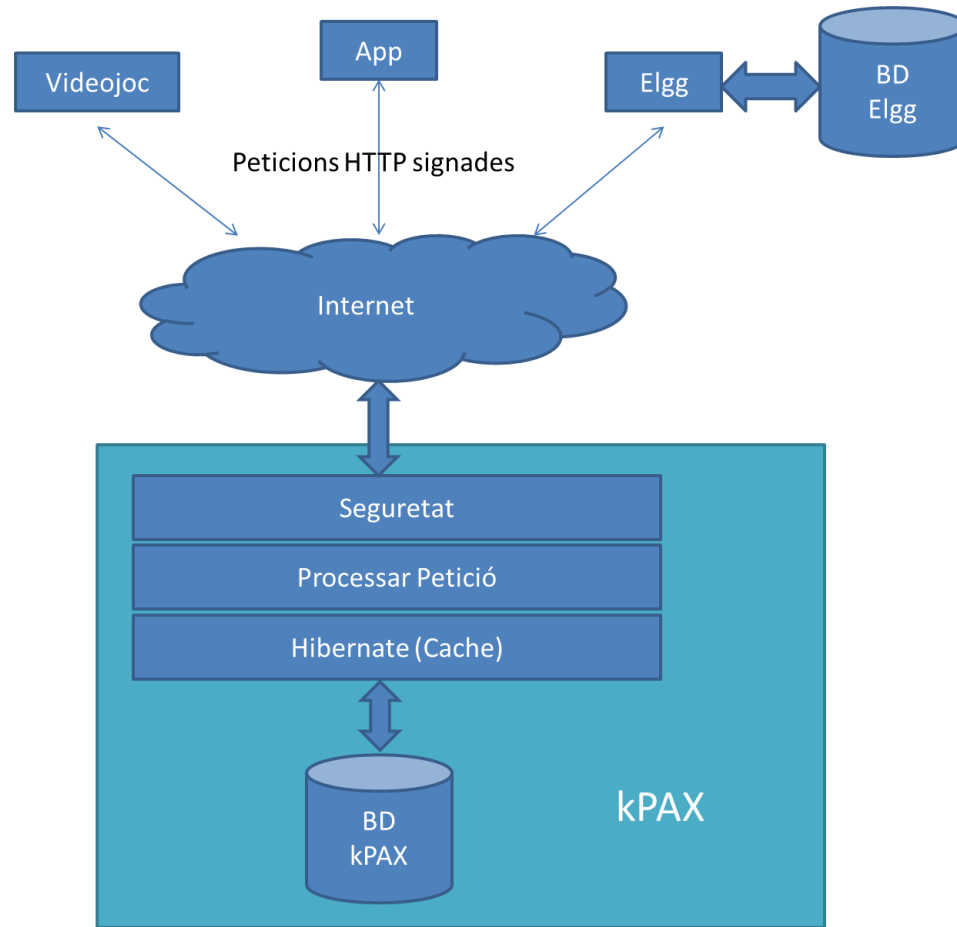 App
Videojoc
Elgg
BD
Elgg
Peticions HTTP signades
Internet
Seguretat
Processar Petició
Hibernate (Cache)
BD
kPAX
kPAX